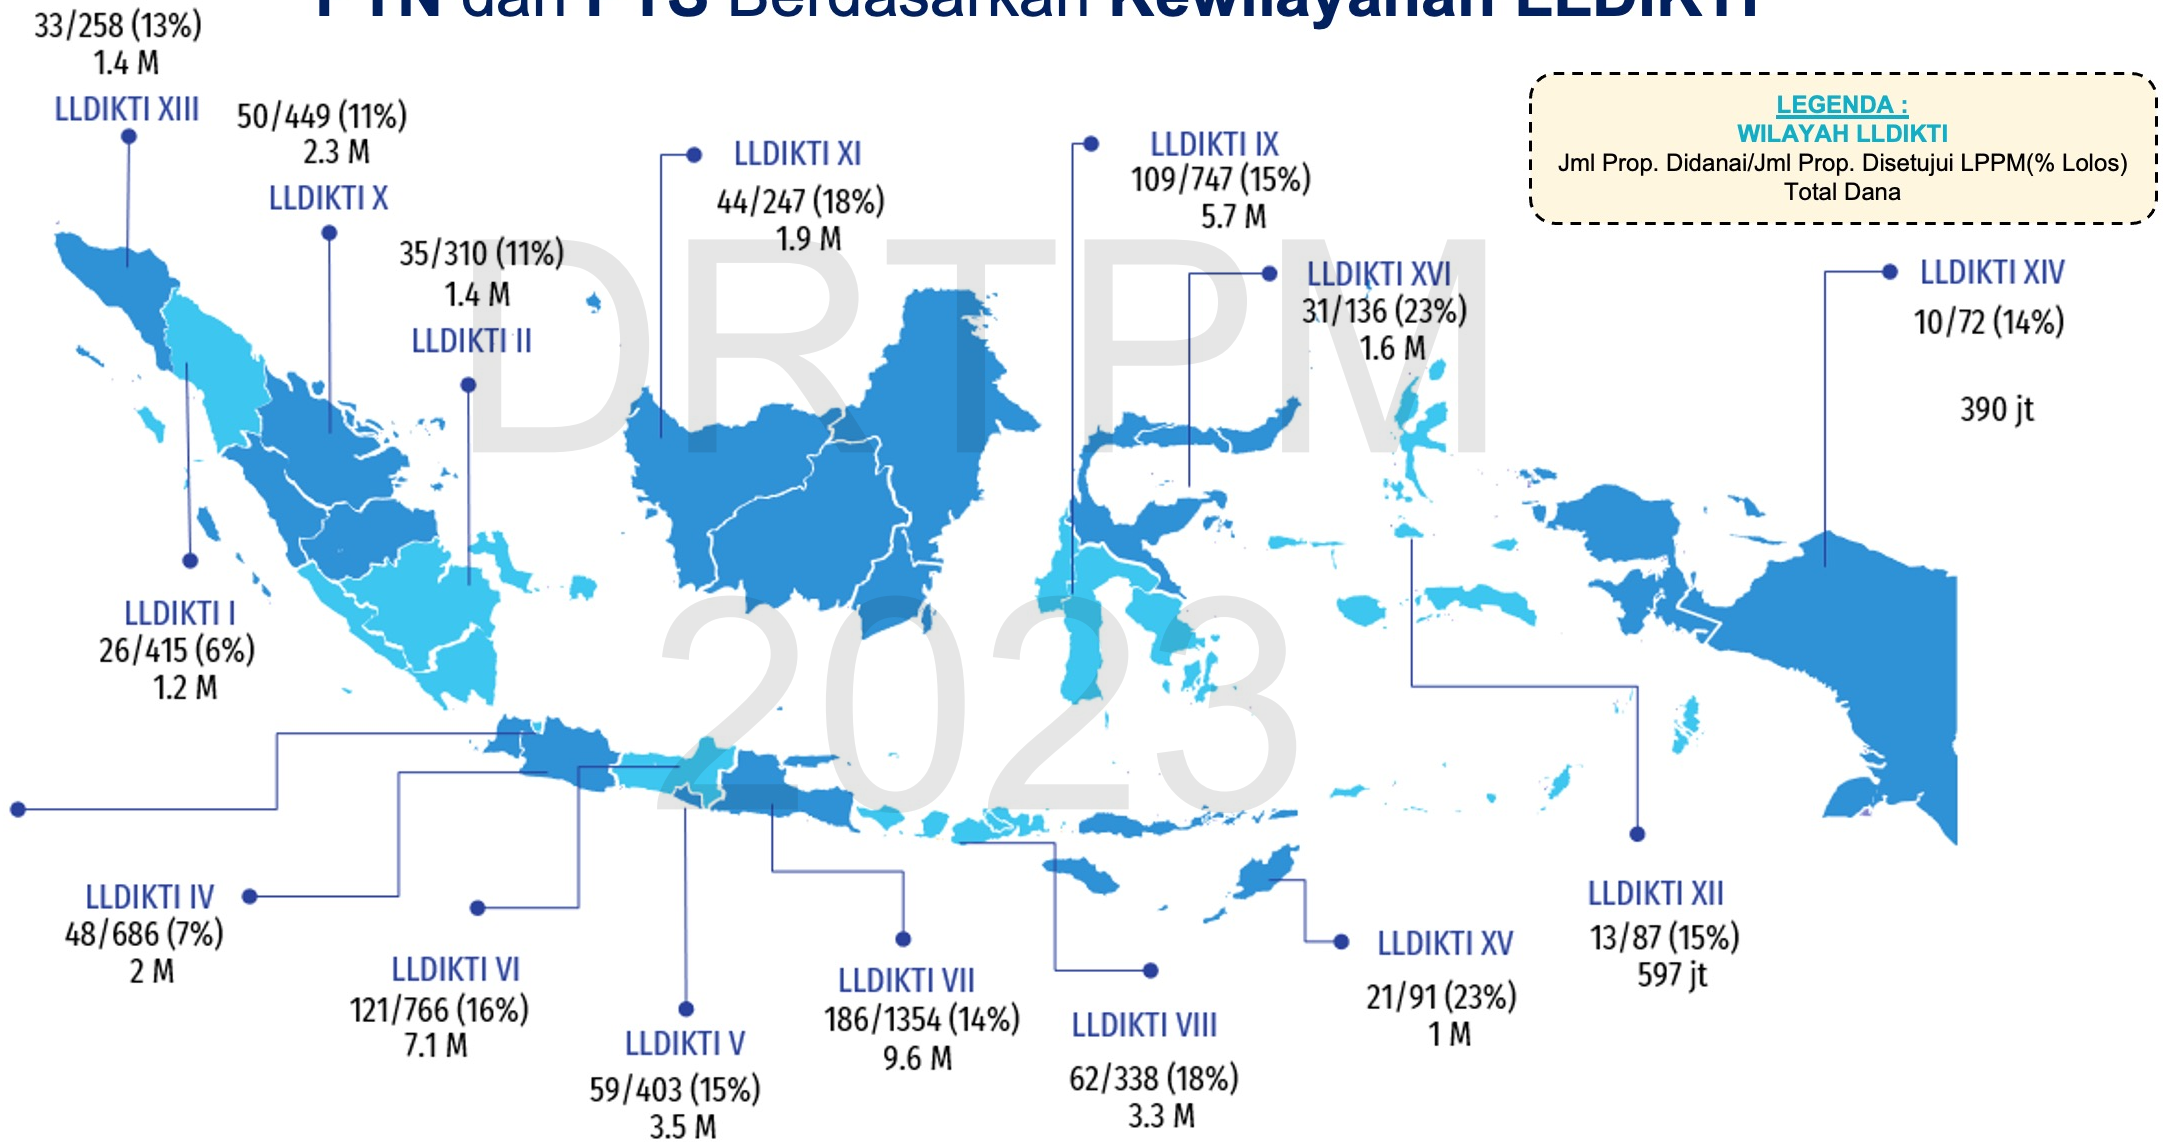 PTN dan PTS Berdasarkan Kewilayahan LLDIKTI
33/258 (13%)
1.4 M
LLDIKTI XIII
50/449 (11%)
2.3 M
LLDIKTI X
35/310 (11%)
1.4 M
LLDIKTI II
LLDIKTI XI
44/247 (18%)
1.9 M
LLDIKTI IX
109/747 (15%)
5.7 M
LEGENDA :
WILAYAH LLDIKTI
Jml Prop. Didanai/Jml Prop. Disetujui LPPM(% Lolos)
Total Dana
LLDIKTI XVI
31/136 (23%)
1.6 M
LLDIKTI XIV
10/72 (14%)
390 jt
DRTPM
2023
LLDIKTI I
26/415 (6%)
1.2 M
LLDIKTI IV
48/686 (7%)
2 M
LLDIKTI VI
121/766 (16%)
7.1 M
LLDIKTI V
59/403 (15%)
3.5 M
LLDIKTI VII
186/1354 (14%)
9.6 M
LLDIKTI VIII
62/338 (18%)
3.3 M
LLDIKTI XV
21/91 (23%)
1 M
LLDIKTI XII
13/87 (15%)
597 jt